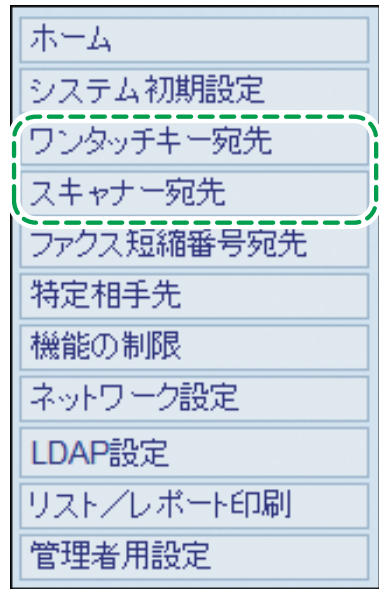 ホーム
システム初期設定
ワンタッチキー宛先
スキャナー宛先
ファクス短縮番号宛先
特定相手先
機能の制限
ネットワーク設定
LDAP設定
リスト／レポート印刷
管理者用設定